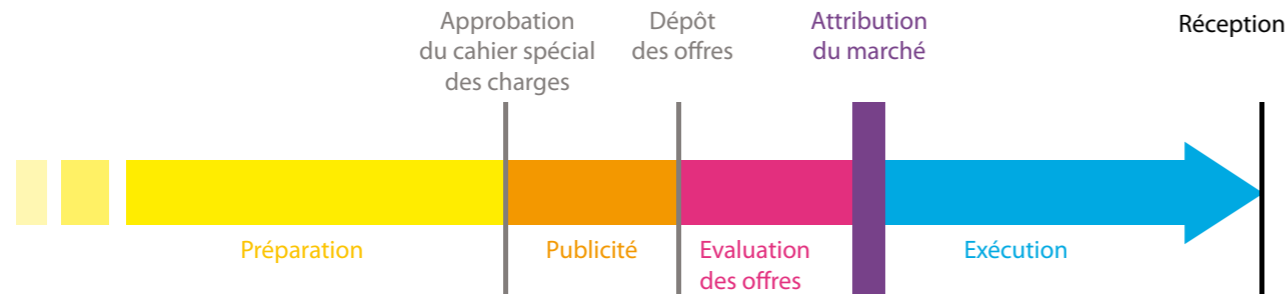 Approbation
du cahier spécial
des charges
Dépôt
des offres
Attribution
du marché
Réception
Préparation
Publicité
Evaluation
des offres
Exécution